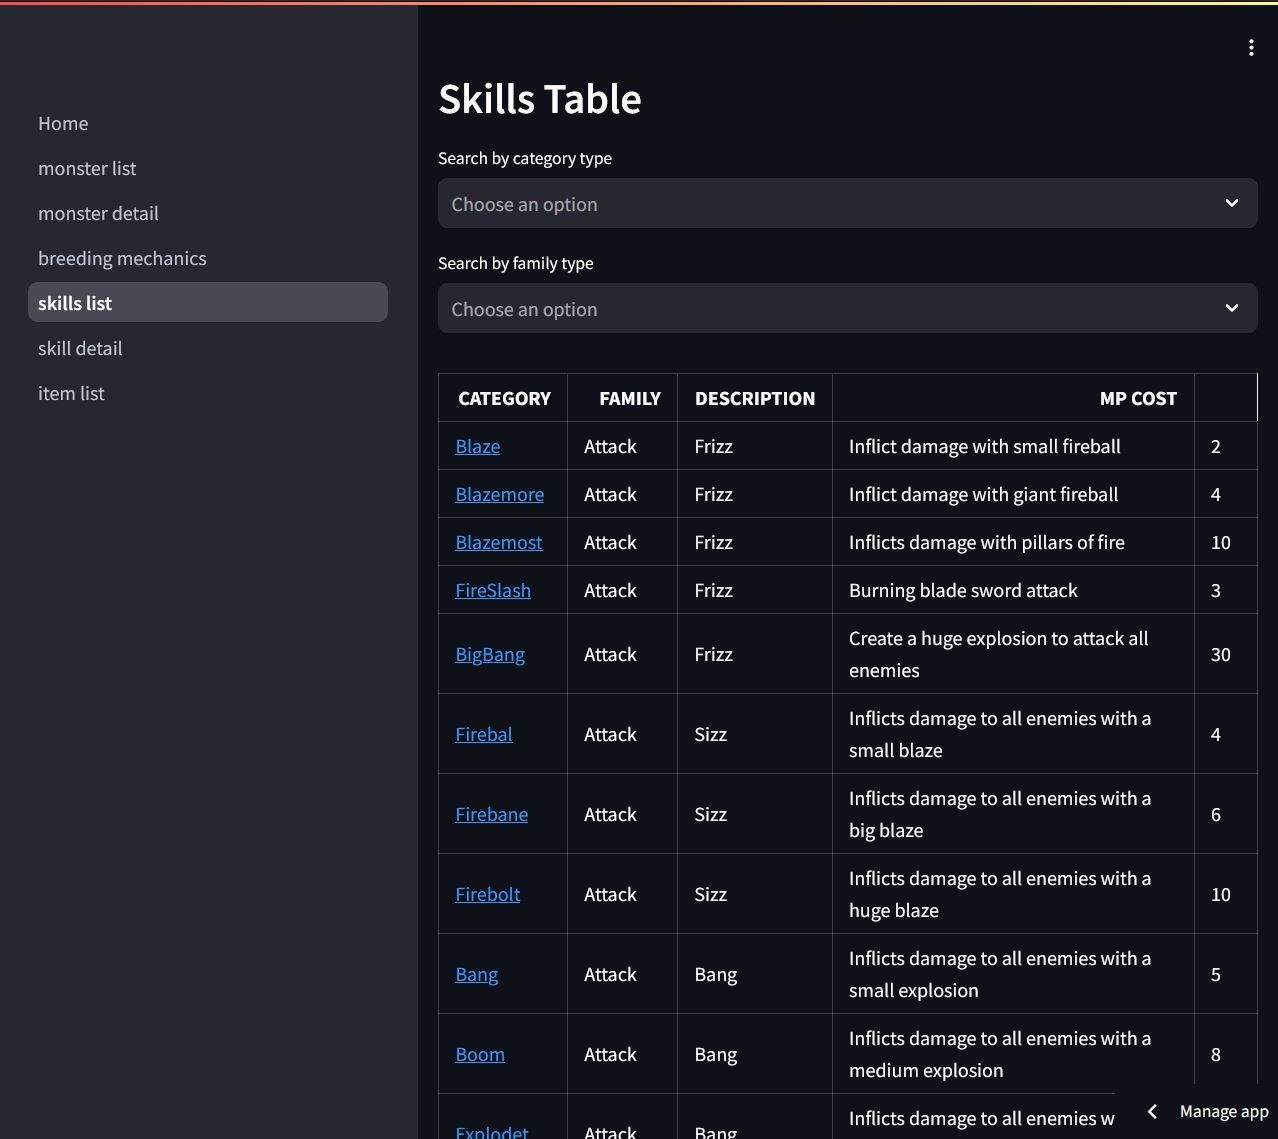 Home
monster list
monster detail
breeding mechanics
skills list
skill detail
item list
Skills Table
Search by category type
Choose an option
Search by family type
Choose an option
CATEGORY FAMILY DESCRIPTION MP COST
Blaze Attack Frizz Inflict damage with small fireball 2
Blazemore Attack Frizz Inflict damage with giant fireball 4
Blazemost Attack Frizz Inflicts damage with pillars of fire 10
FireSlash Attack Frizz Burning blade sword attack 3
BigBang Attack Frizz Create a huge explosion to attack all
enemies 30
Firebal Attack Sizz Inflicts damage to all enemies with a
small blaze 4
Firebane Attack Sizz Inflicts damage to all enemies with a
big blaze 6
Firebolt Attack Sizz Inflicts damage to all enemies with a
huge blaze 10
Bang Attack Bang Inflicts damage to all enemies with a
small explosion 5
Boom Attack Bang Inflicts damage to all enemies with a
medium explosion 8
Explodet Attack Bang Inflicts damage to all enemies w
Manage app